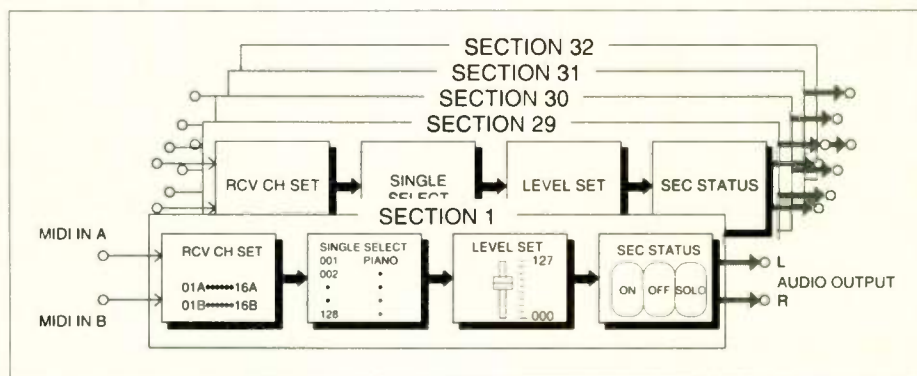 SECTION 32
SECTION 31
SECTION 30
SECTION 29
RCV CH SET
SINGLE
SELECT
LEVEL SET
SEC STATUS
SECTION 1
MIDI IN A
MIDI IN B
RCV CH SET
01A••••••16A
01B••••••16B
SINGLE SELECT
001 PIANO
002
128
LEVEL SET
127
000
SEC STATUS
ON OFF SOLO
L
AUDIO OUTPUT
R